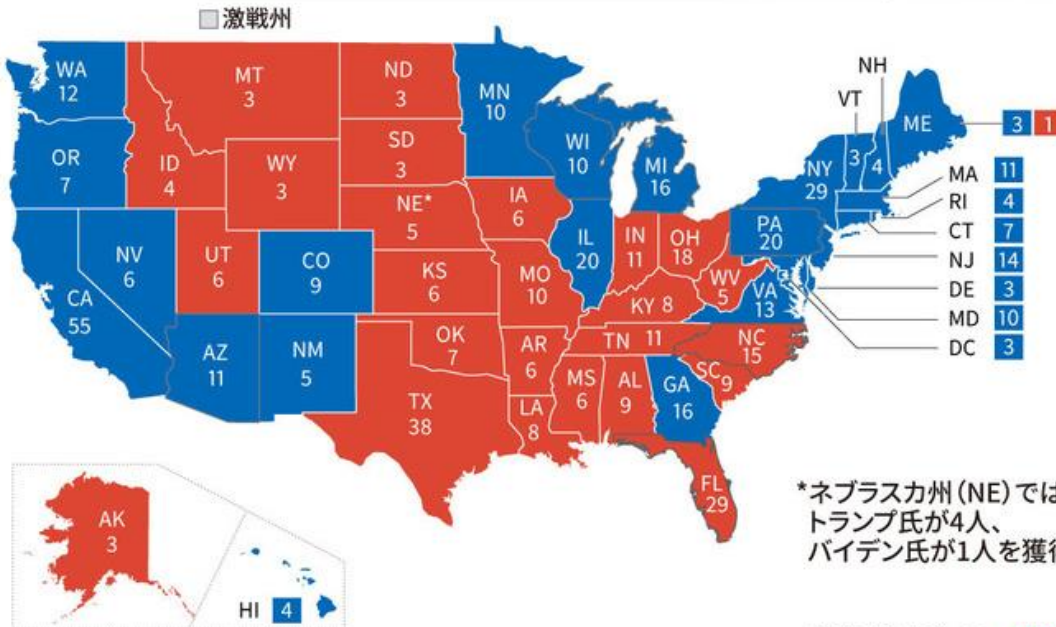 激戦州
WA
12
MT
3
ND
3
MN
10
NH
VT
ME
3 1
OR
7
ID
4
WY
3
SD
3
WI
10
MI
16
NY
29
3
4
MA 11
RI 4
CT 7
NJ 14
DE 3
MD 10
DC 3
NV
6
UT
6
CO
9
NE*
5
IA
6
IL
20
IN
11
OH
18
PA
20
WV
5
VA
13
CA
55
KS
6
MO
10
KY 8
AZ
11
NM
5
OK
7
AR
6
TN 11
NC
15
SC
9
TX
38
LA
8
MS
6
AL
9
GA
16
FL
29
AK
3
HI 4
*ネブラスカ州(NE)では
トランプ氏が4人、
バイデン氏が1人を獲得